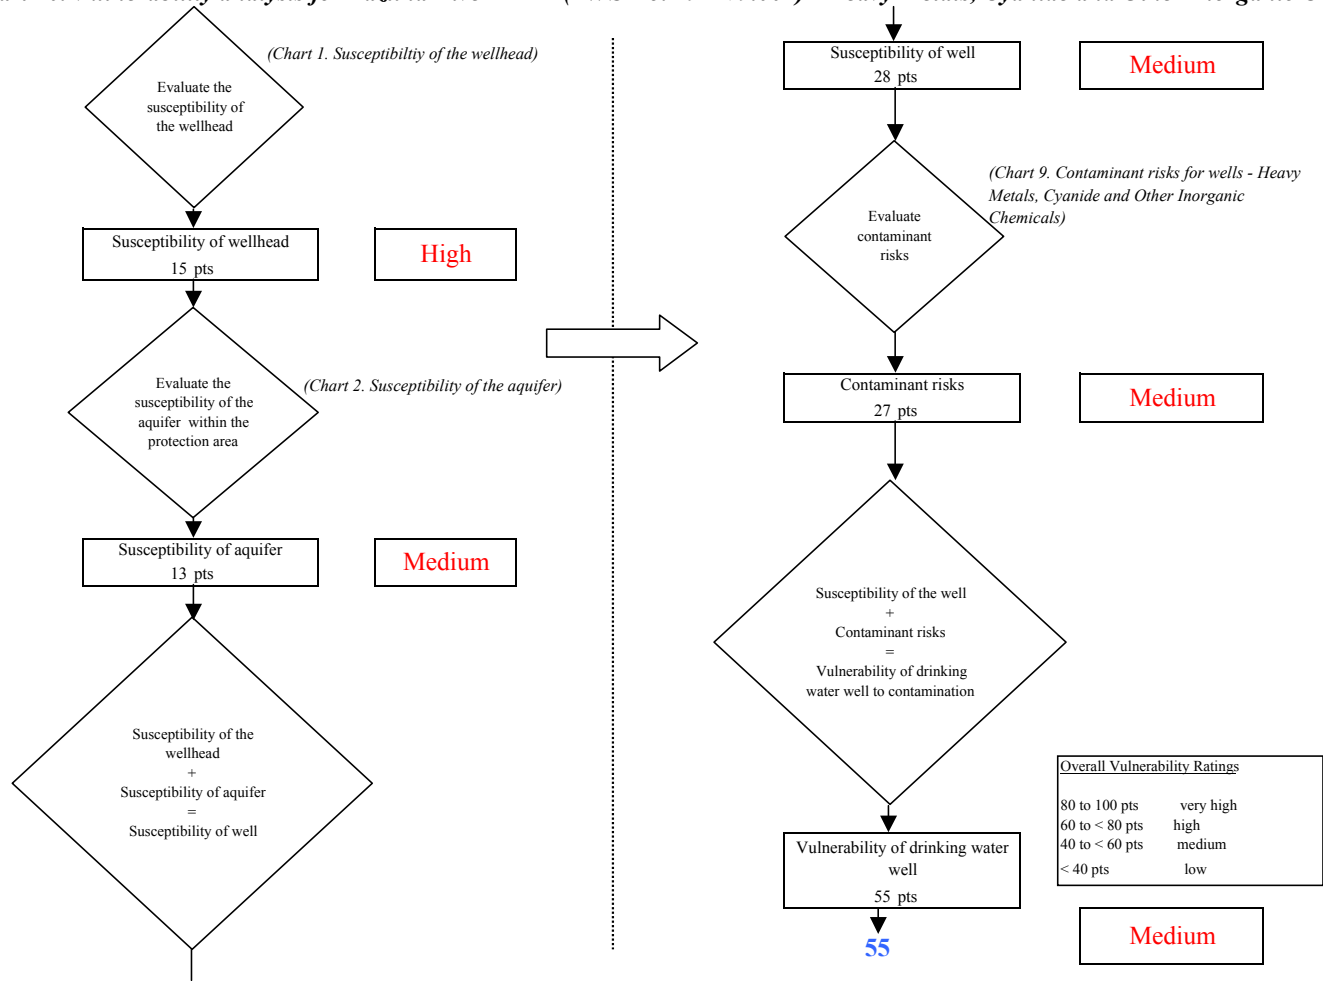 (Chart 1. Susceptibiltiy of the wellhead)
Evaluate the
susceptibility of
the wellhead
Susceptibility of wellhead
15 pts
High
Evaluate the
susceptibility of the
aquifer within the
protection area
(Chart 2. Susceptibility of the aquifer)
Susceptibility of aquifer
13 pts
Medium
Susceptibility of the
wellhead
+
Susceptibility of aquifer
=
Susceptibility of well
Susceptibility of well
28 pts
Medium
(Chart 9. Contaminant risks for wells - Heavy
Metals, Cyanide and Other Inorganic
Chemicals)
Evaluate
contaminant
risks
Contaminant risks
27 pts
Medium
Susceptibility of the well
+
Contaminant risks
=
Vulnerability of drinking
water well to contamination
Overall Vulnerability Ratings
80 to 100 pts very high
60 to < 80 pts high
40 to < 60 pts medium
< 40 pts low
Vulnerability of drinking water
well
55 pts
55
Medium